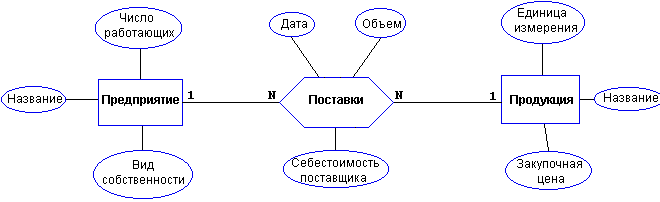 Число
работающих
Дата
Объем
Единица
измерения
Название
Предприятие
1
N
Поставки
N
1
Продукция
Название
Вид
собственности
Себестоимость
поставщика
Закупочная
цена